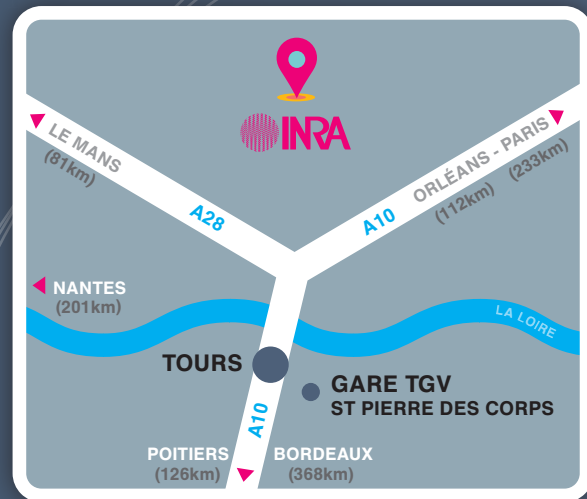 INRA
LE MANS
(81km)
ORLÉANS - PARIS
(112km) (233km)
A28
A10
NANTES
(201km)
LA LOIRE
TOURS
GARE TGV
ST PIERRE DES CORPS
A10
POITIERS
(126km)
BORDEAUX
(368km)